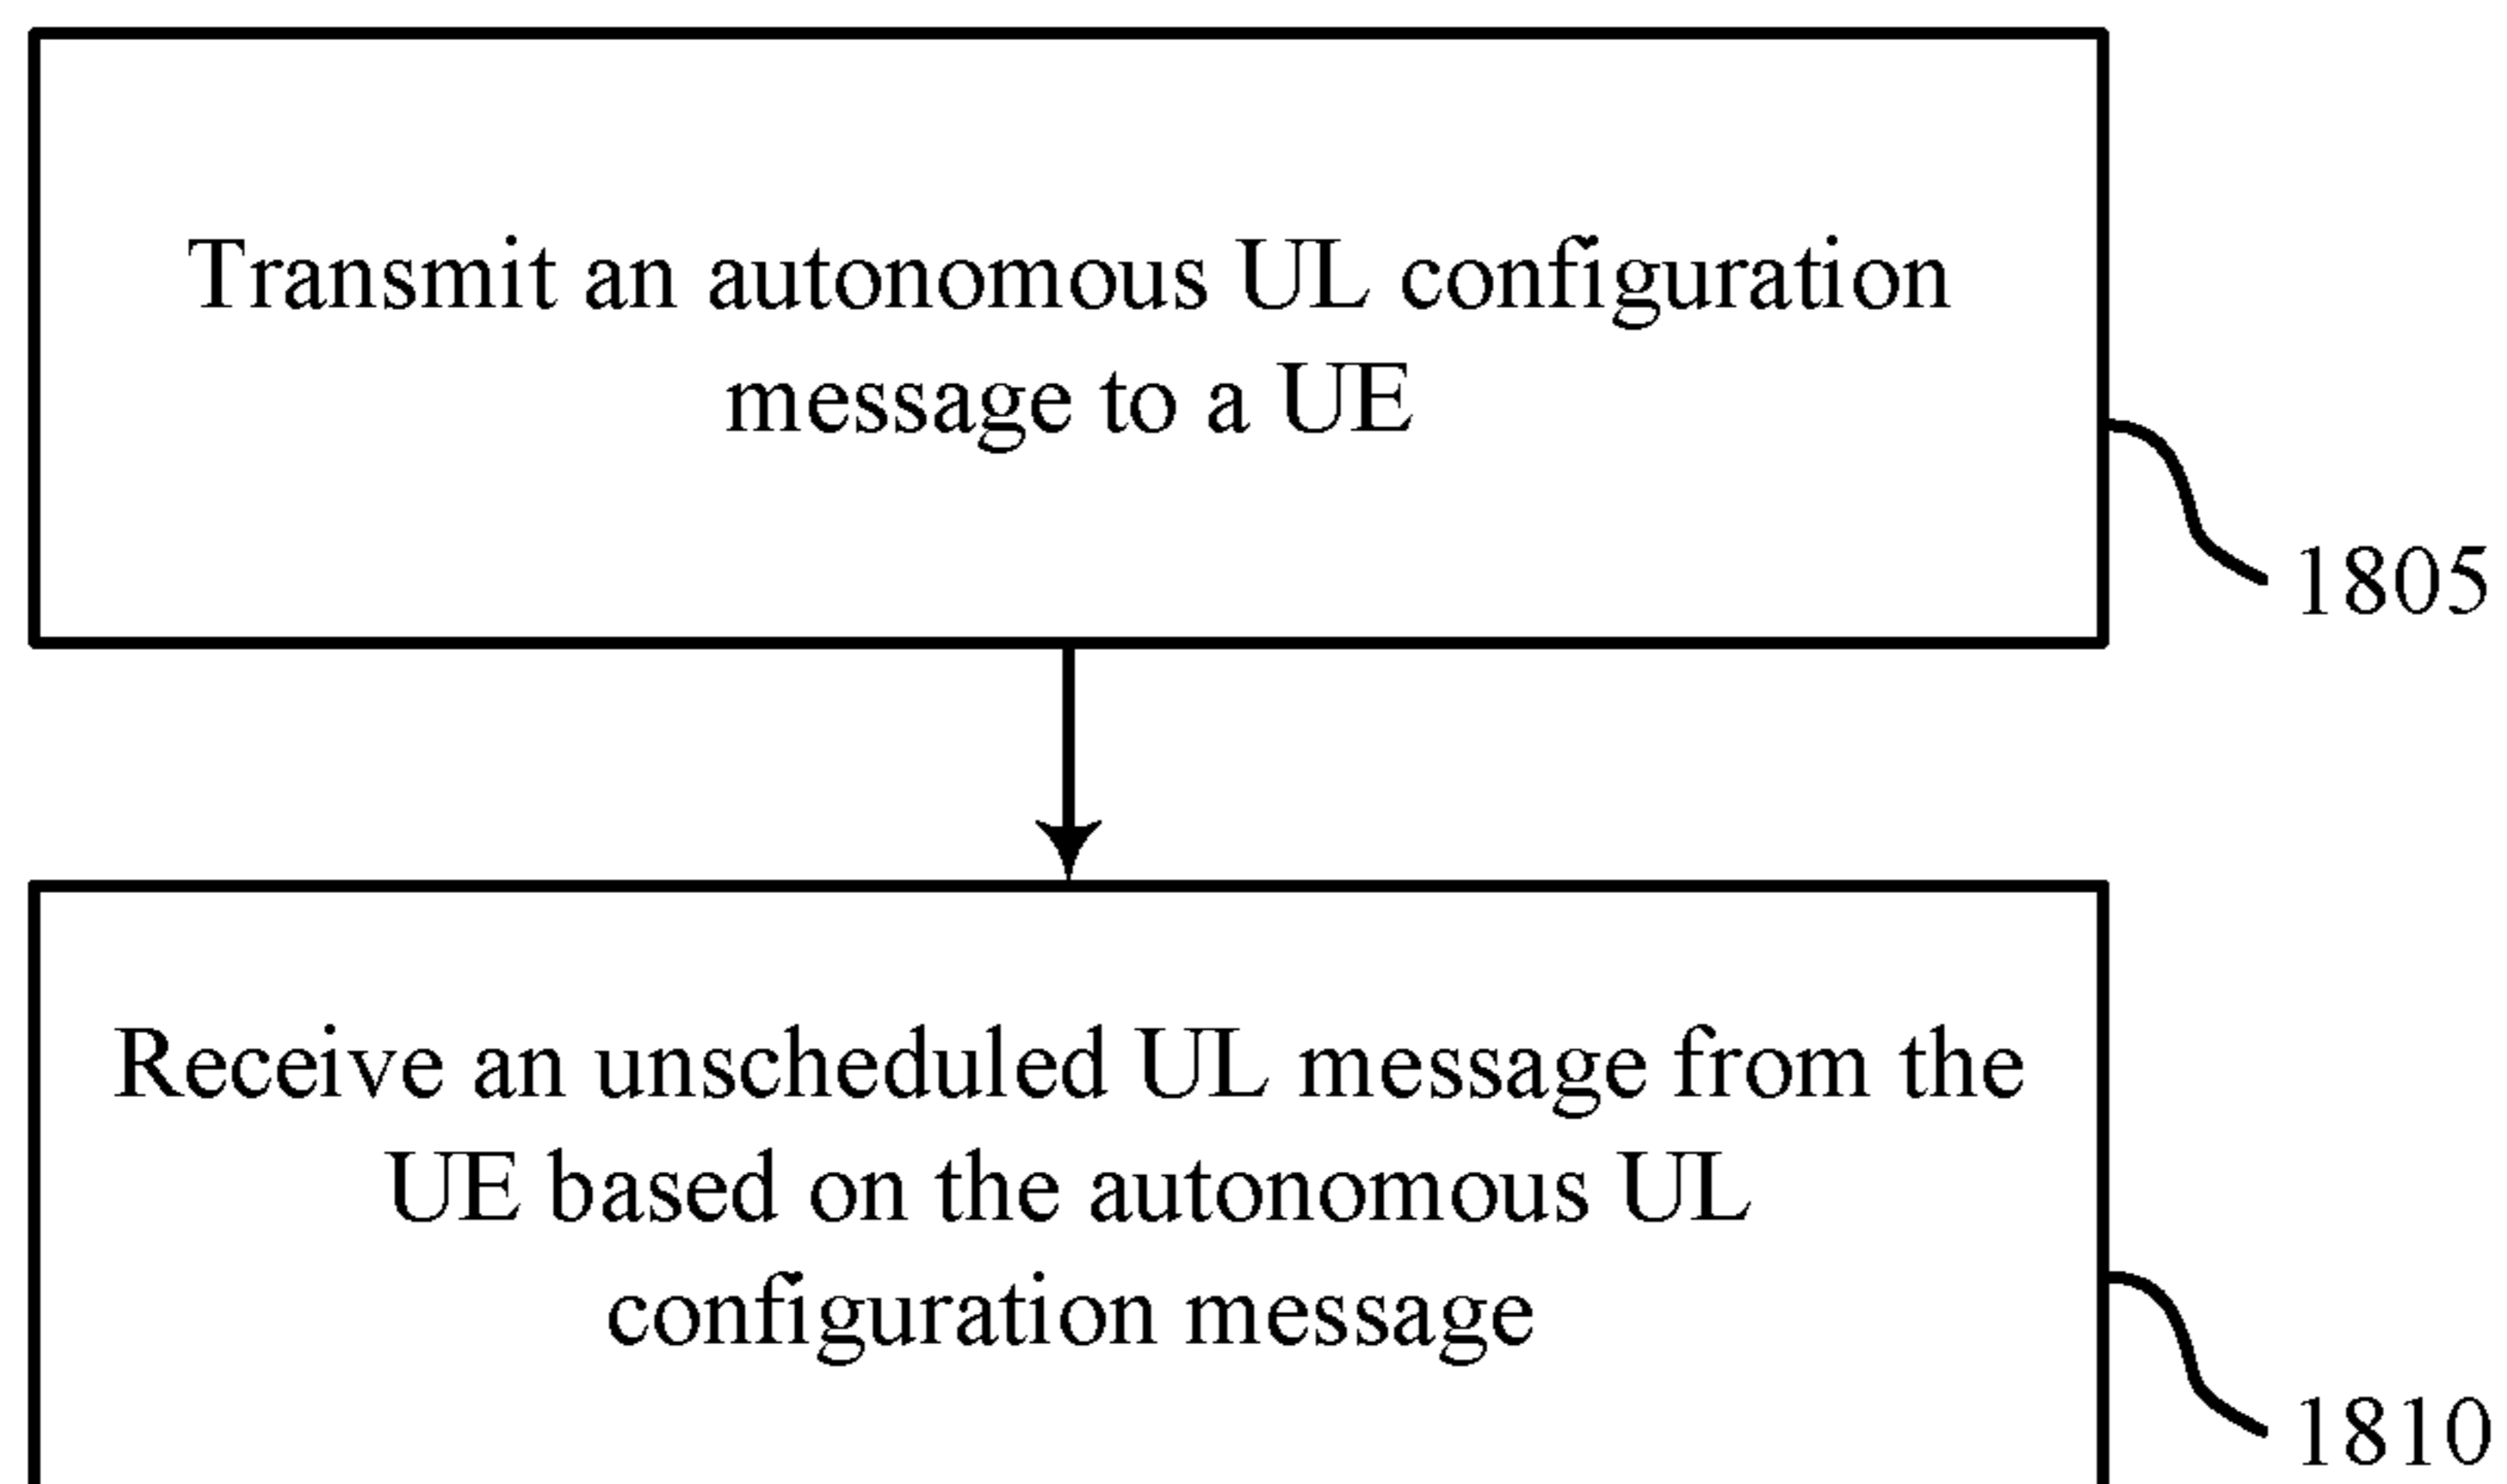 Transmit an autonomous UL configuration
message to a UE
1805
Receive an unscheduled UL message from the
UE based on the autonomous UL
configuration message
1810